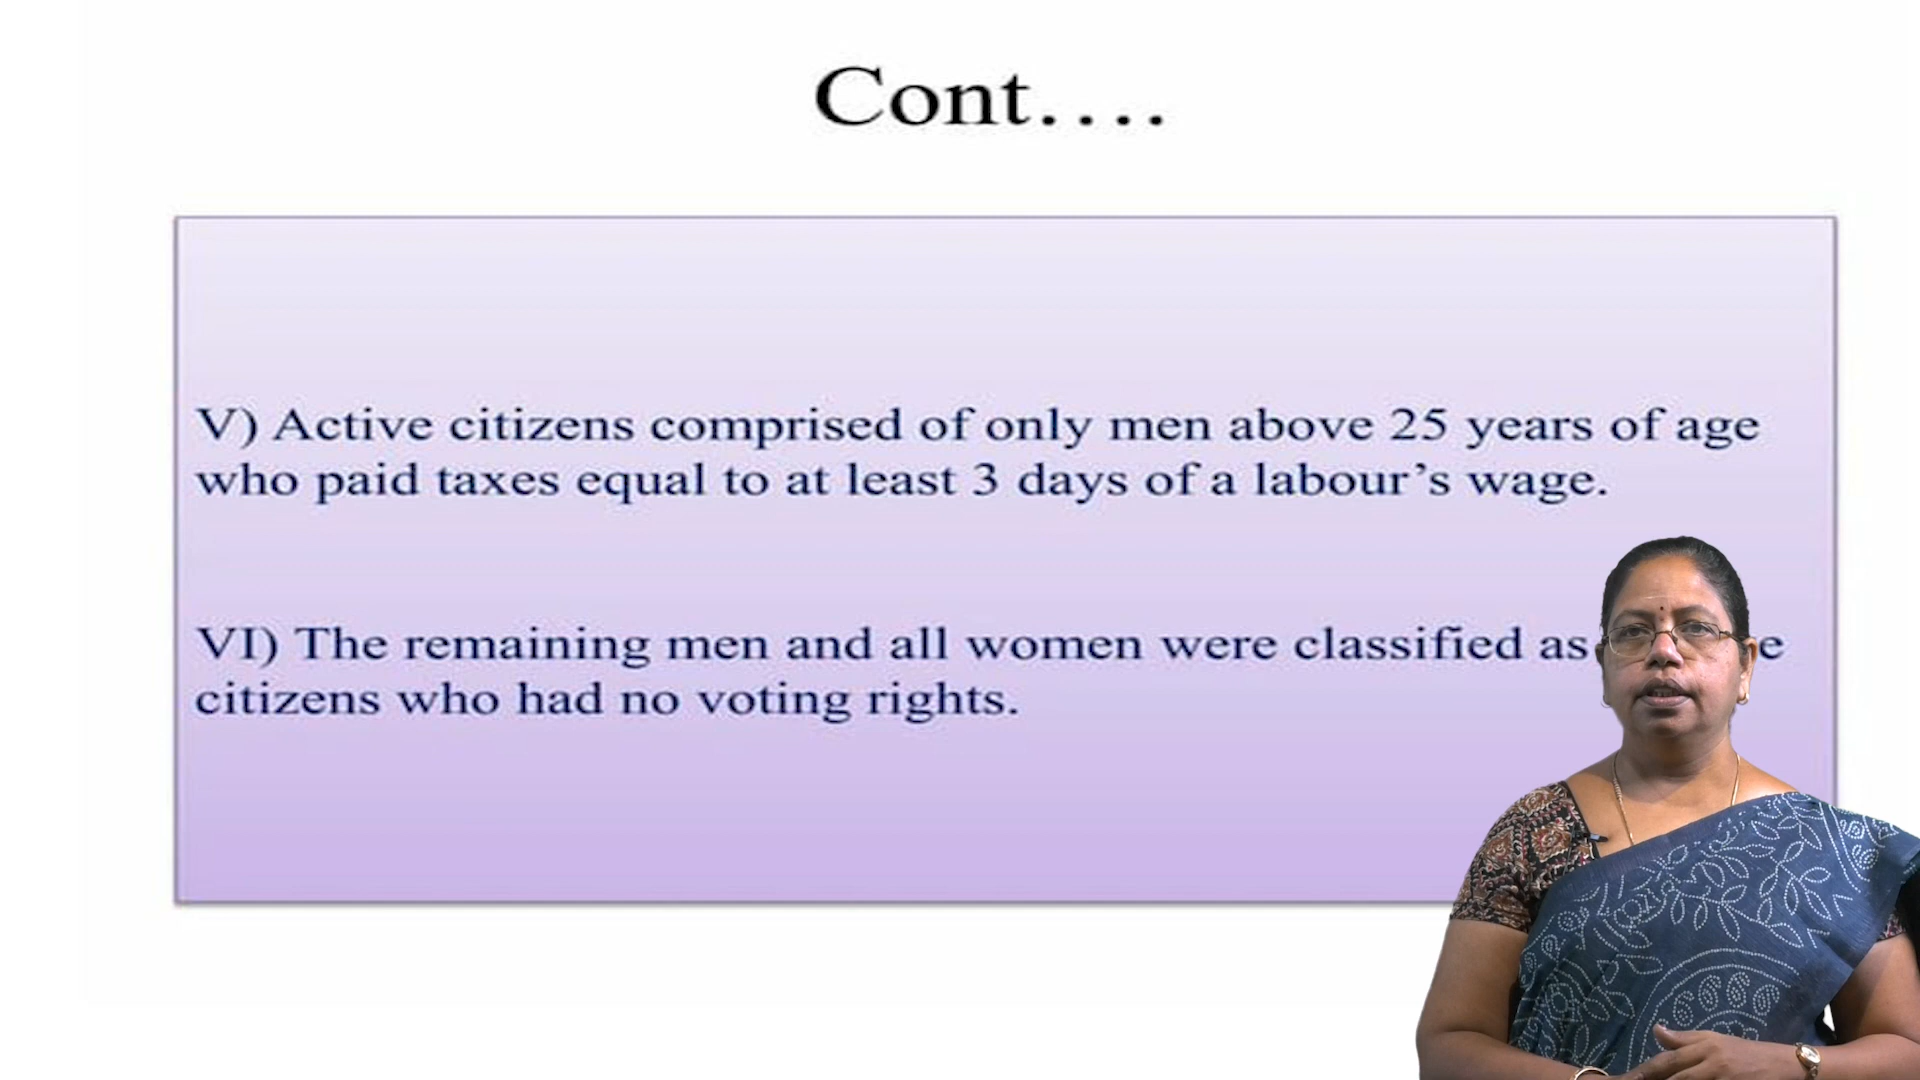 Cont....
V) Active citizens comprised of only men above 25 years of age
who paid taxes equal to at least 3 days of a labour’s wage.
VI) The remaining men and all women were classified as
citizens who had no voting rights.